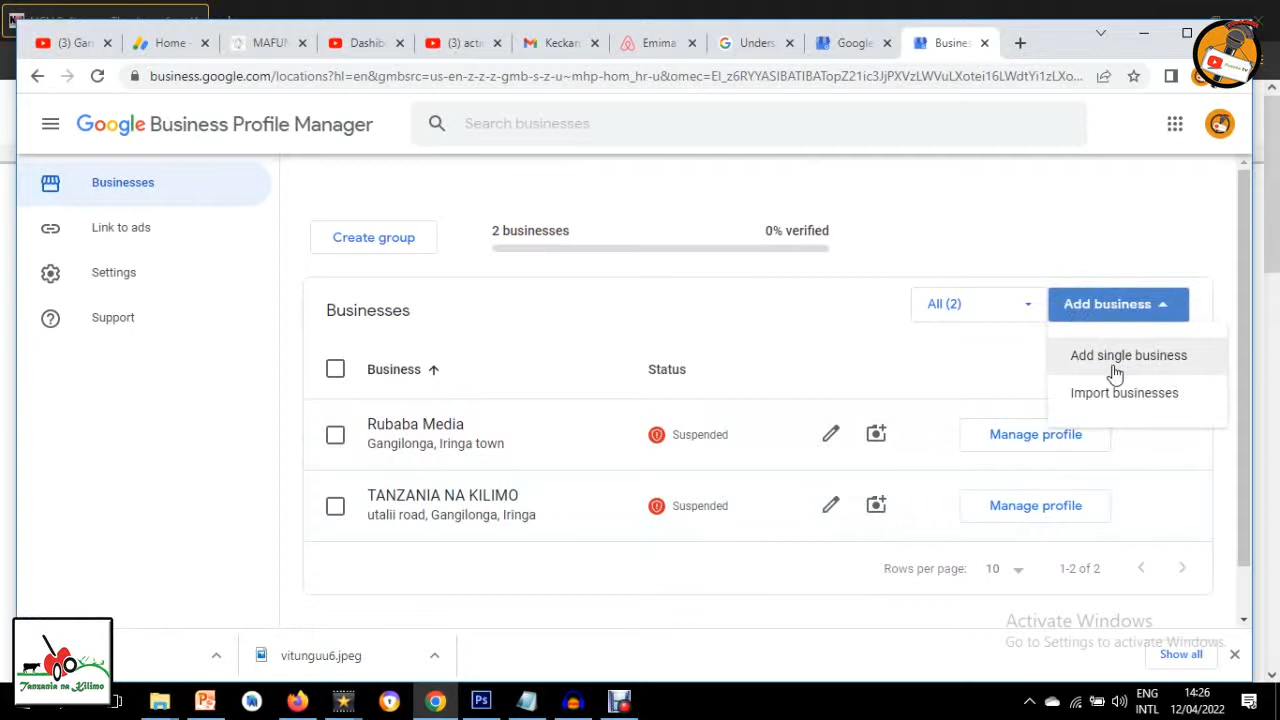 (3) Gar
Home -
MAFUN
Dashb
(3) acti
Gmail Keckan
Emima
Unders
Google
Busines
business.google.com/locations?hl=en&gmbsrc=us-en-z-z-z-gmb-s-z-u~mhp-hom_hr-u&omec=EI_z6RYYASIBATIBATopZ21ic3JjPXVzLWVuLXotei16LWdtYi1zLXo...
Google Business Profile Manager
Search businesses
Businesses
Link to ads
Settings
Support
Create group
2 businesses
0% verified
Businesses
All (2)
Add business
Add single business
Import businesses
Business
Status
Rubaba Media
Gangilonga, Iringa town
Suspended
Manage profile
TANZANIA NA KILIMO
utalii road, Gangilonga, Iringa
Suspended
Manage profile
Rows per page:
10
1-2 of 2
Activate Windows
Go to Settings to activate Windows.
vitunguu6.jpeg
Show all
Tanzania na Kilimo
ENG
INTL
14:26
12/04/2022